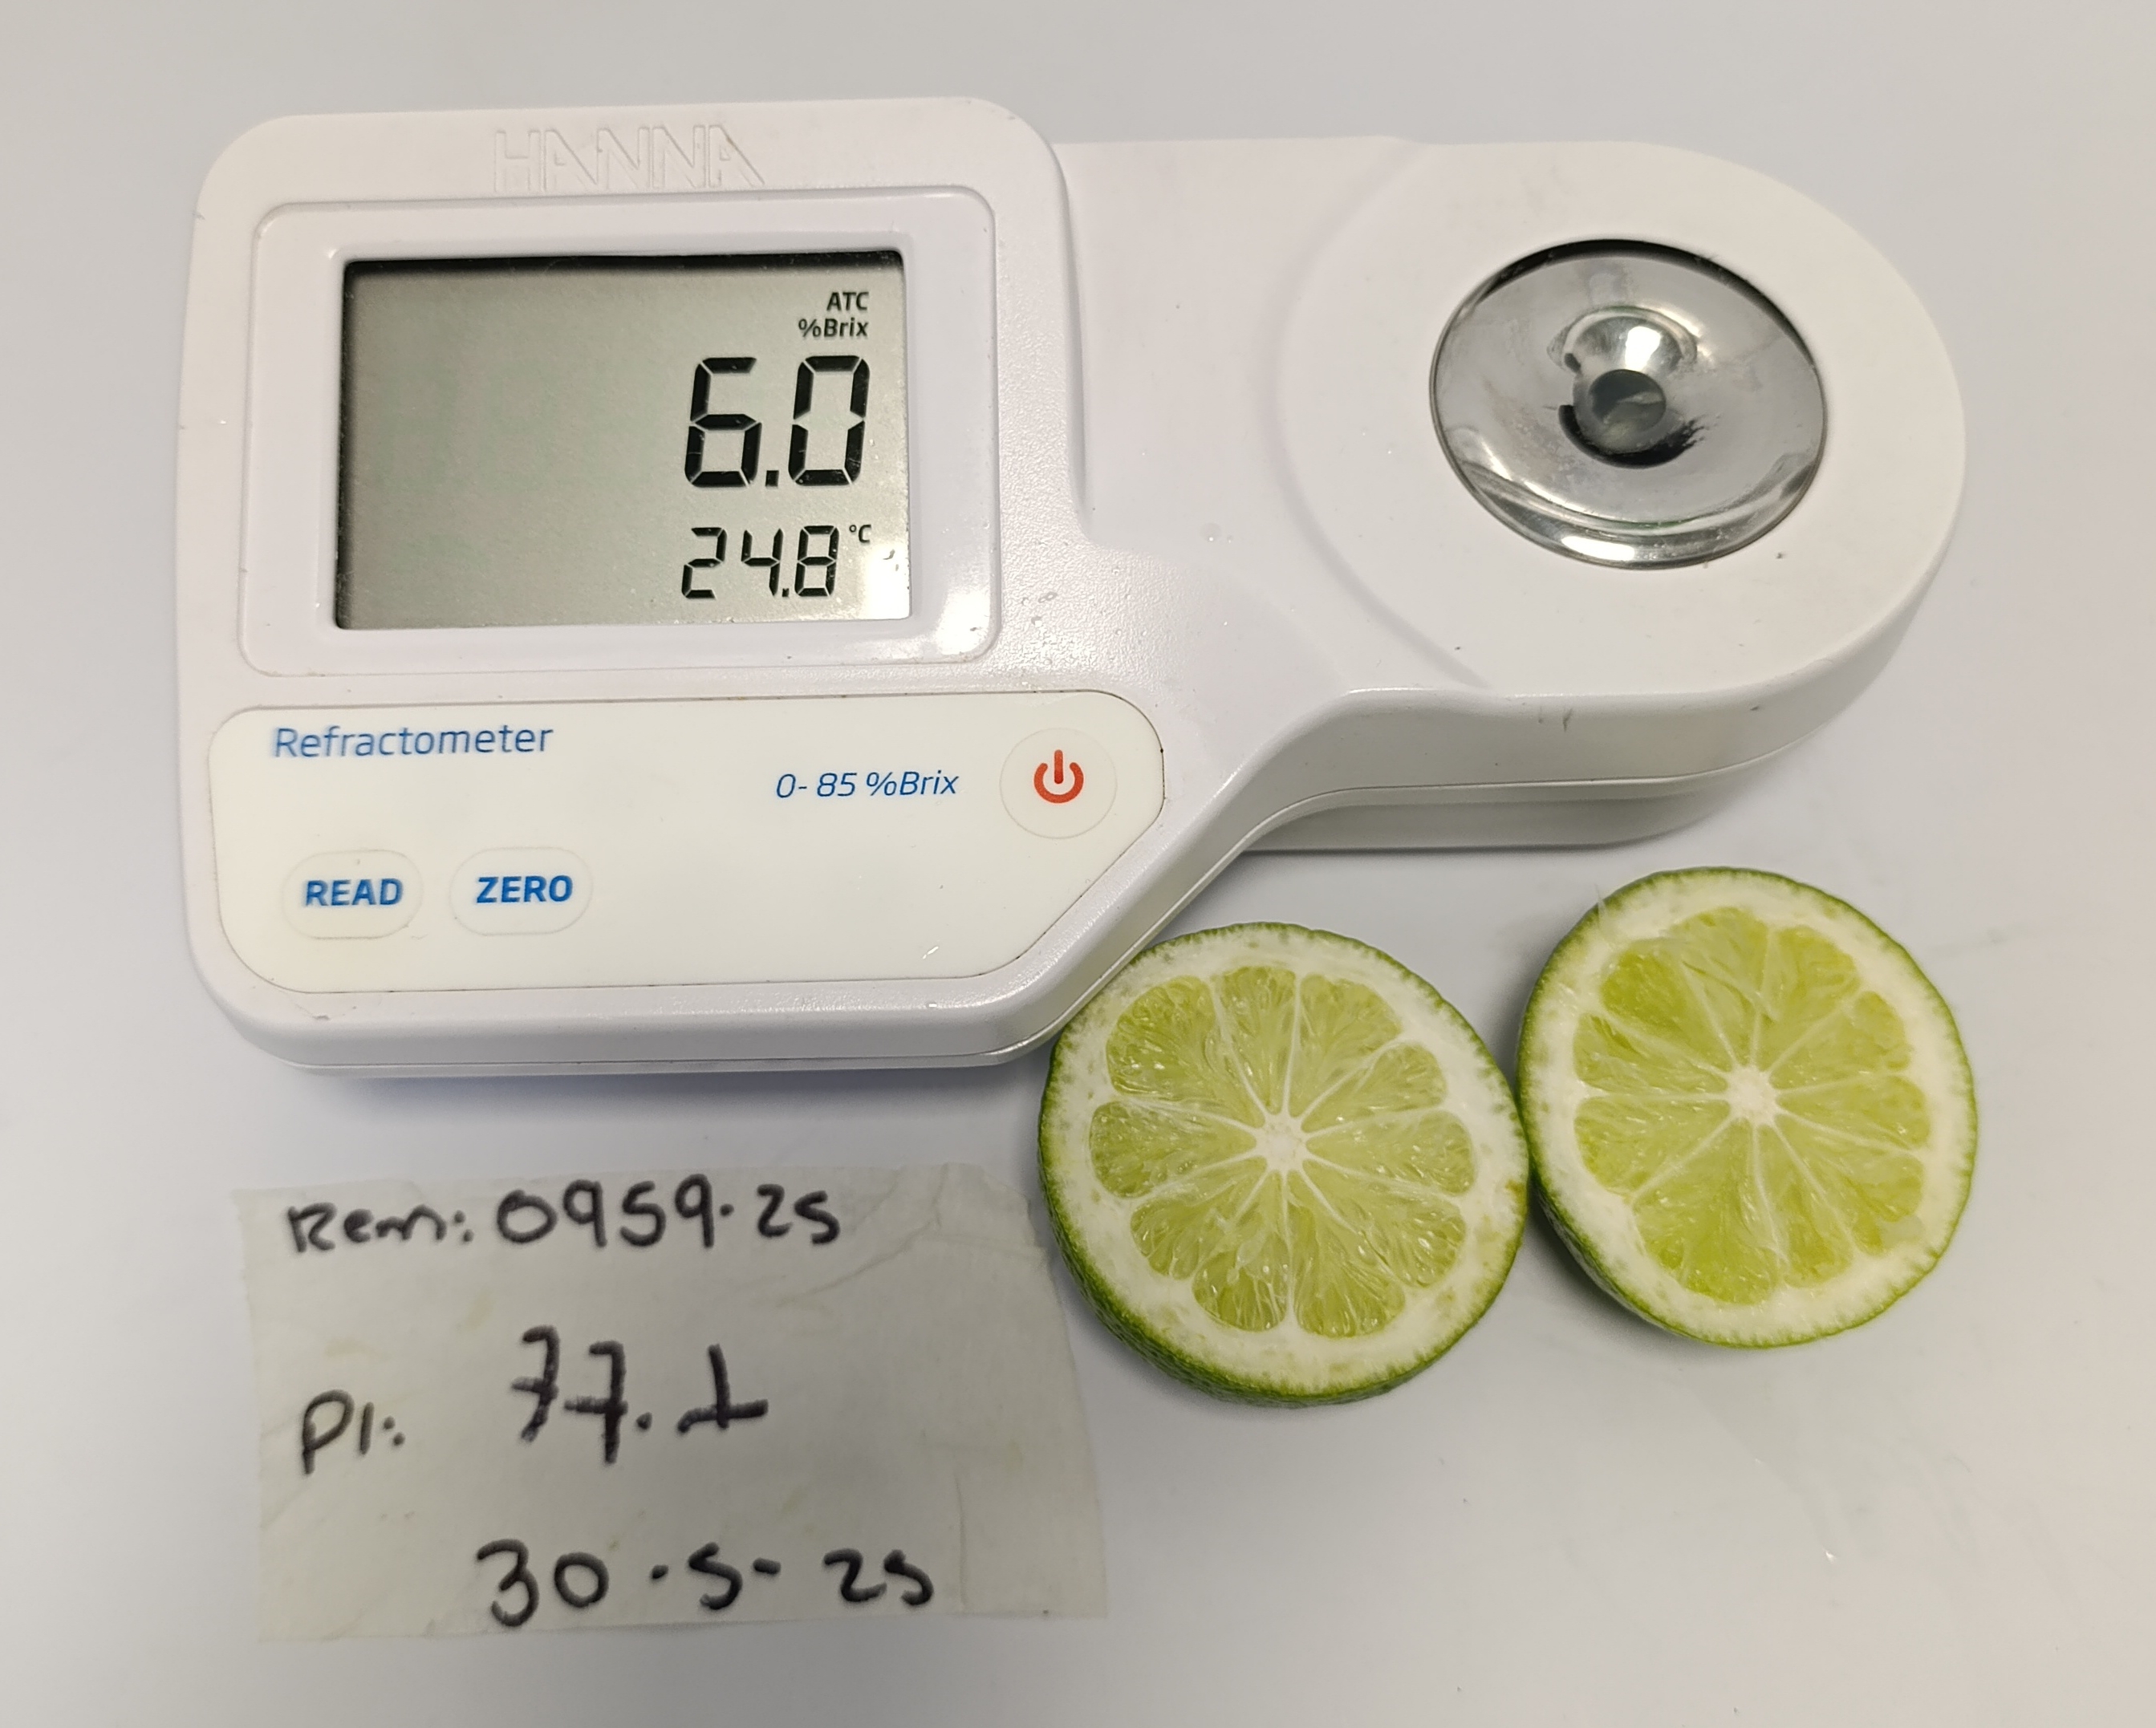 HANNA
ATC
%Brix
6.0
24.8 °C
Refractometer
0- 85 %Brix
READ ZERO
Rem: 0959.25
Pl: 77.1
30.5-25